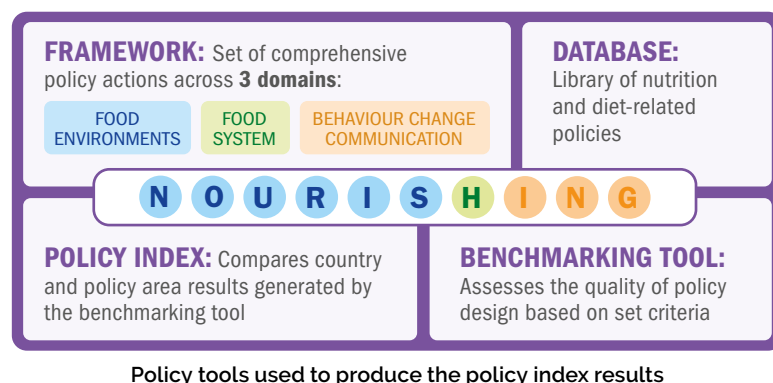 FRAMEWORK: Set of comprehensive
policy actions across 3 domains:
FOOD
ENVIRONMENTS
FOOD
SYSTEM
BEHAVIOUR CHANGE
COMMUNICATION
DATABASE:
Library of nutrition
and diet-related
policies
NOURISHING
POLICY INDEX: Compares country
and policy area results generated by
the benchmarking tool
BENCHMARKING TOOL:
Assesses the quality of policy
design based on set criteria
Policy tools used to produce the policy index results